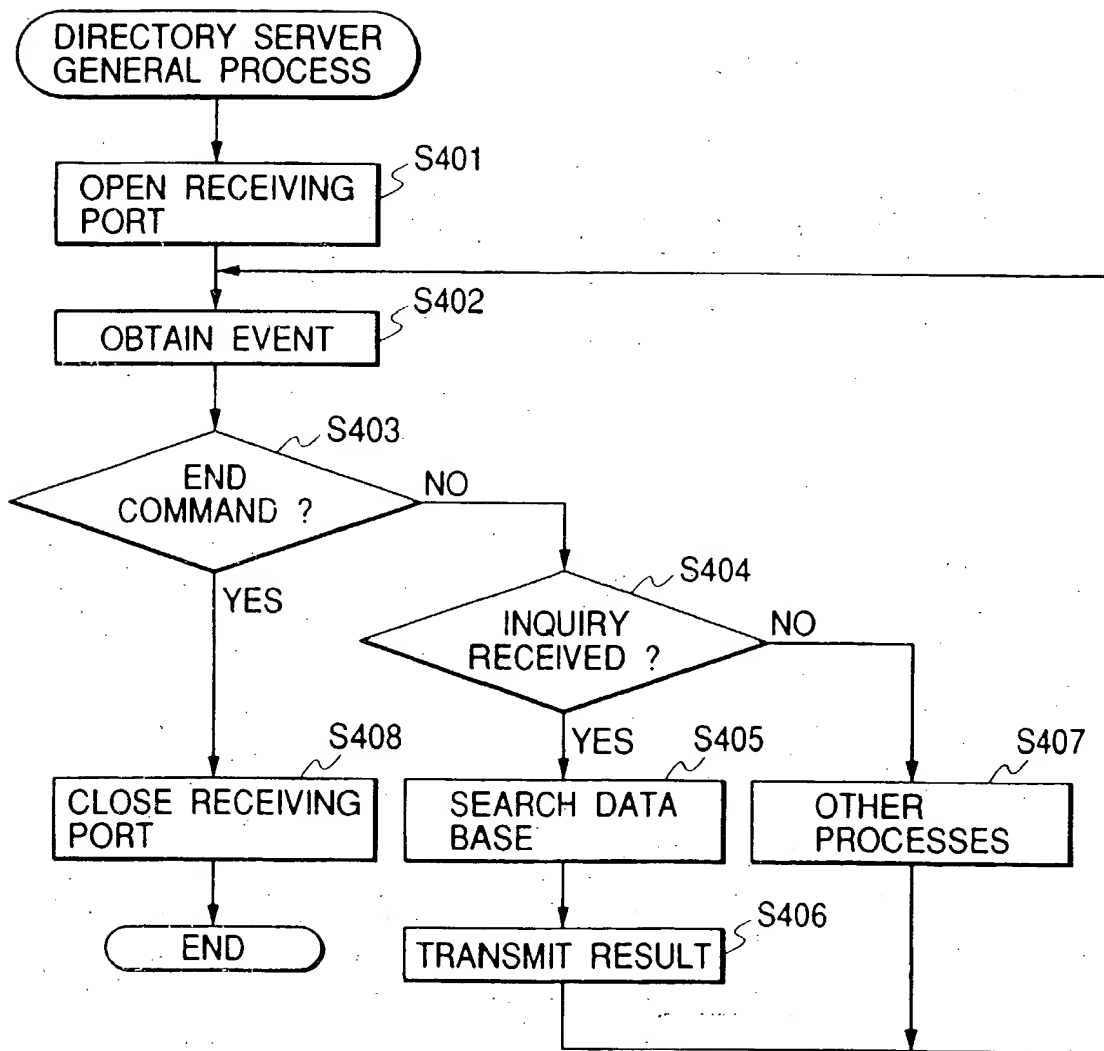 DIRECTORY SERVER
GENERAL PROCESS
S401
OPEN RECEIVING
PORT
S402
OBTAIN EVENT
S403
END
COMMAND ?
NO
YES
S404
INQUIRY
RECEIVED ?
NO
YES
S408
CLOSE RECEIVING
PORT
S405
SEARCH DATA
BASE
S407
OTHER
PROCESSES
END
S406
TRANSMIT RESULT